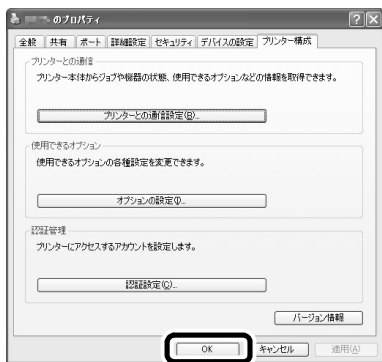 のプロパティ
全般 共有 ポート 詳細設定 セキュリティ デバイスの設定 プリンター構成
プリンターとの通信
プリンター本体からジョブや機器の状態、使用できるオプションなどの情報を取得できます。
プリンターとの通信設定(R)...
使用できるオプション
使用できるオプションの各種設定を変更できます。
オプションの設定(I)...
認証管理
プリンターにアクセスするアカウントを設定します。
認証設定(C)...
バージョン情報
OK キャンセル 適用(A)